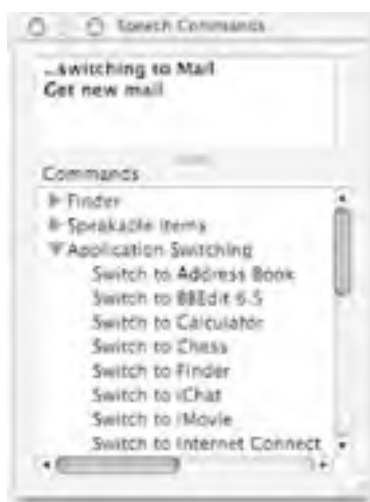 Speech Commands
...switching to Mail
Get new mail
Commands
Finder
Speakable Items
Application Switching
Switch to Address Book
Switch to BBEdit 6.5
Switch to Calculator
Switch to Chess
Switch to Finder
Switch to iChat
Switch to iMovie
Switch to Internet Connect